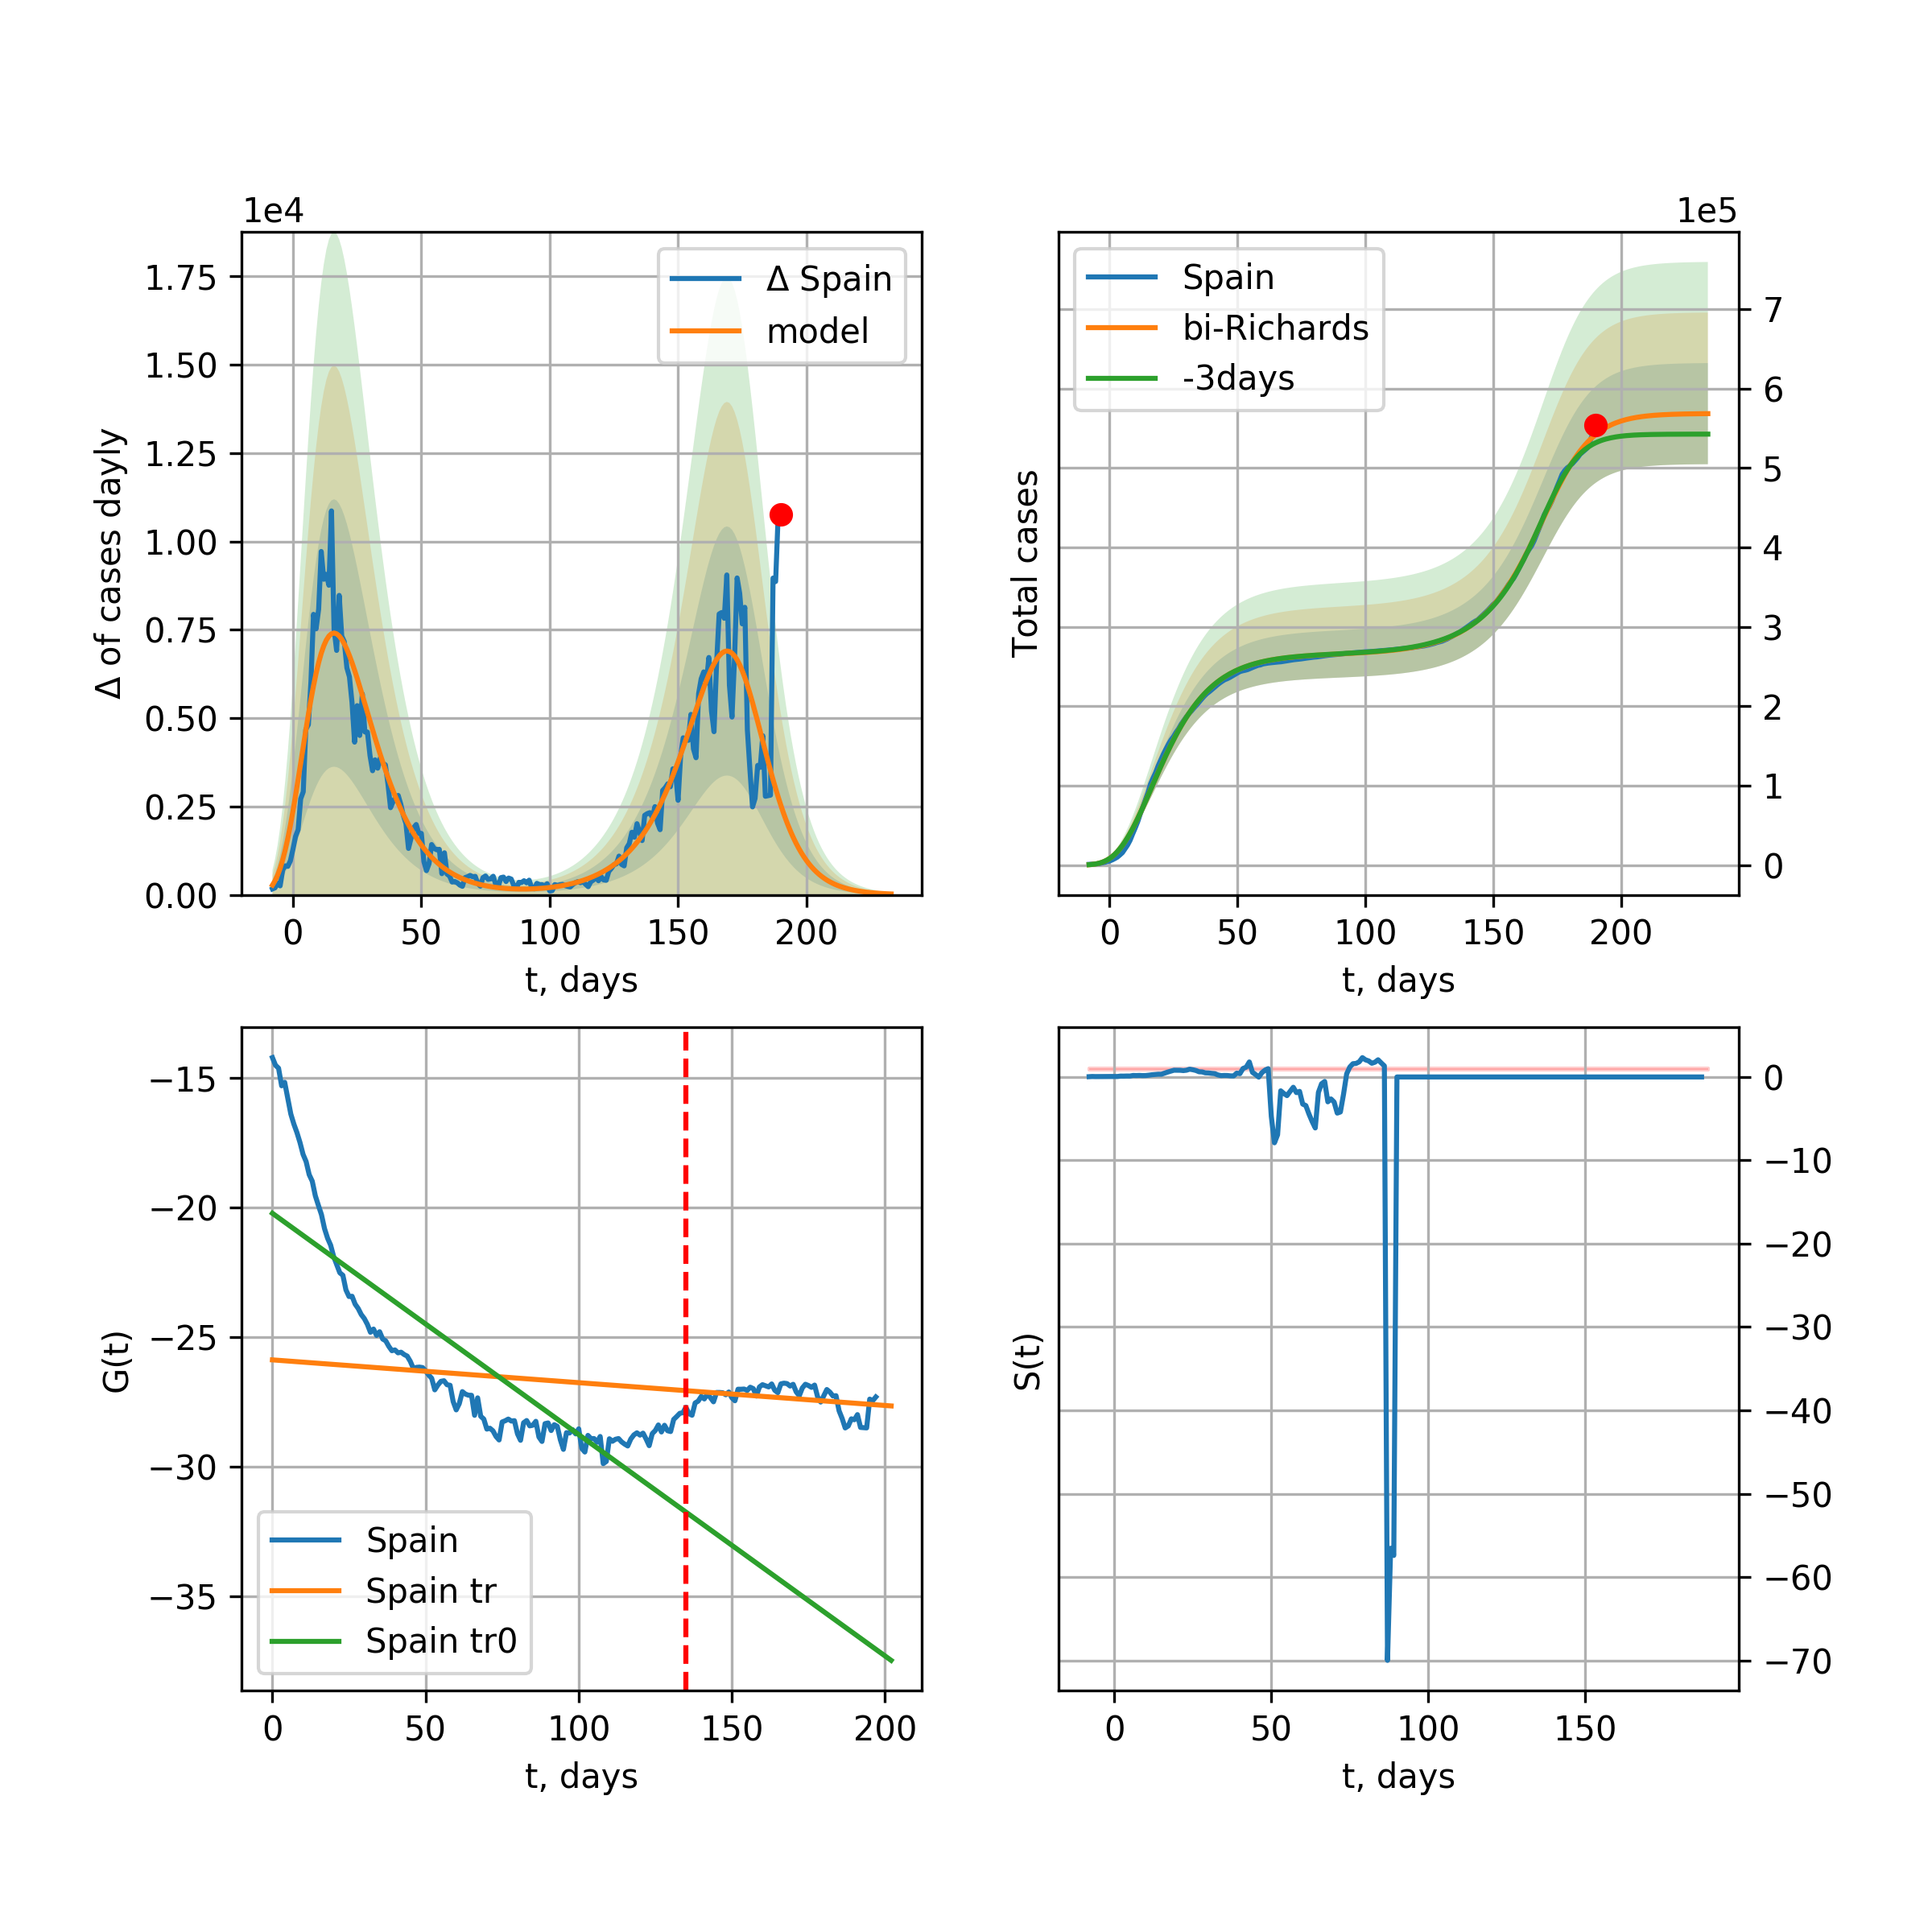 1e4
Δ of cases dayly
1.75
1.50
1.25
1.00
0.75
0.50
0.25
0.00
Δ Spain
model
0 50 100 150 200
t, days
1e5
Total cases
Spain
bi-Richards
-3days
7
6
5
4
3
2
1
0
0 50 100 150 200
t, days
G(t)
−15
−20
−25
−30
−35
Spain
Spain tr
Spain tr0
0 50 100 150 200
t, days
S(t)
0
−10
−20
−30
−40
−50
−60
−70
0 50 100 150
t, days